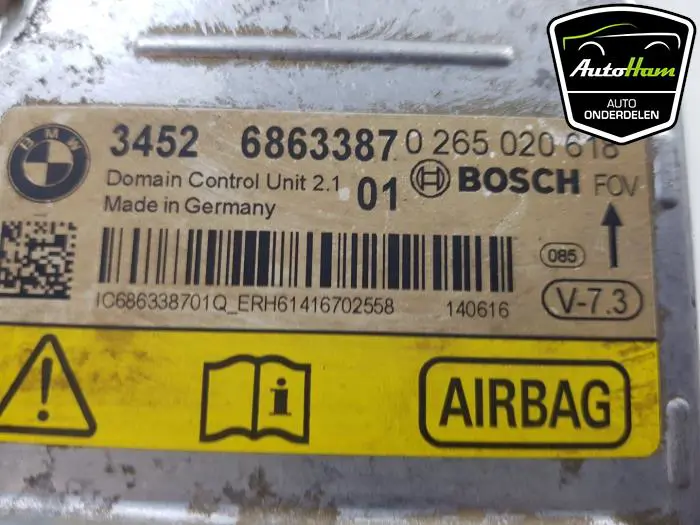 AutoHam
AUTO
ONDERDELEN
BMW
3452 6863387 0 265 020 618
Domain Control Unit 2.1 01 BOSCH FOV
Made in Germany
085
IC686338701Q_ERH61416702558 140616
V-7.3
AIRBAG